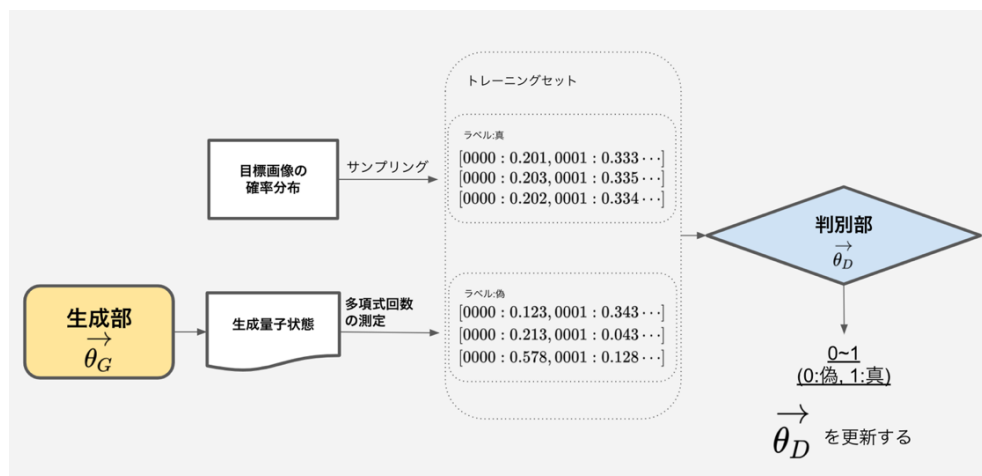 トレーニングセット
ラベル:真
[0000 : 0.201, 0001 : 0.333 ⋯]
[0000 : 0.203, 0001 : 0.335 ⋯]
[0000 : 0.202, 0001 : 0.334 ⋯]
目標画像の
確率分布
サンプリング
判別部
→θ_D
ラベル:偽
[0000 : 0.123, 0001 : 0.343 ⋯]
[0000 : 0.213, 0001 : 0.043 ⋯]
[0000 : 0.578, 0001 : 0.128 ⋯]
生成部
→θ_G
生成量子状態
多項式回数
の測定
0~1
(0:偽, 1:真)
→θ_D を更新する